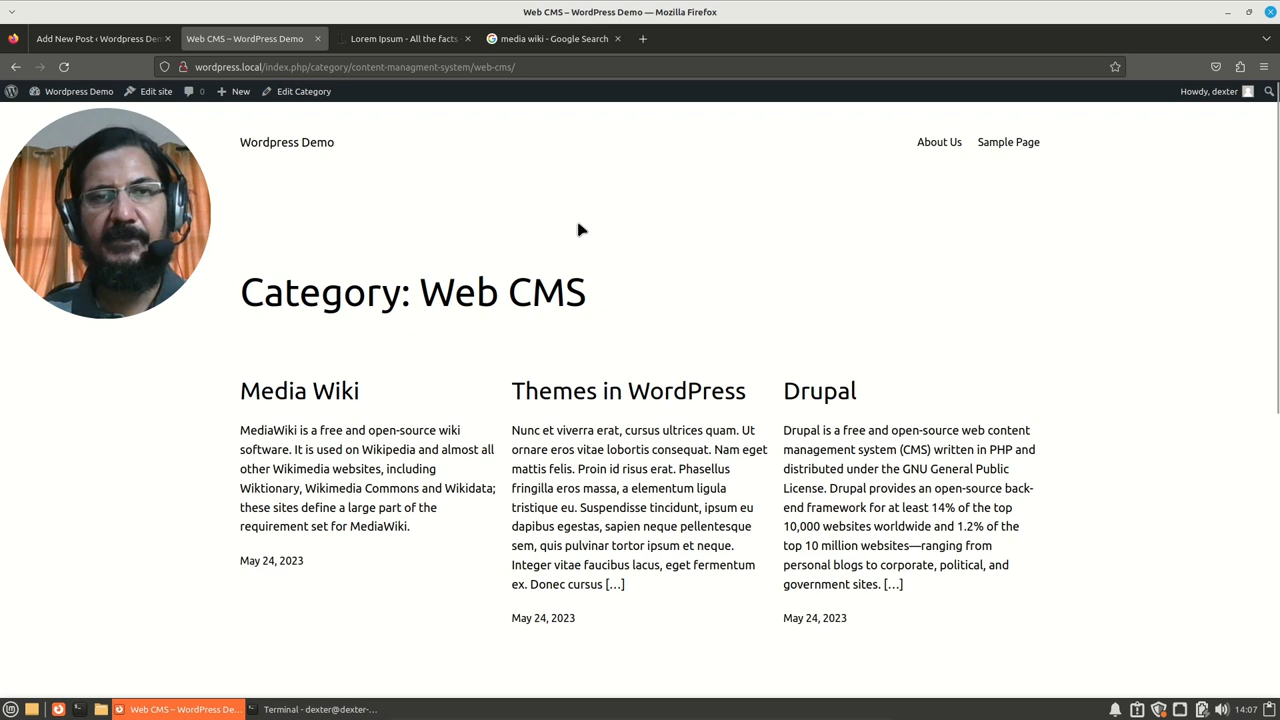 Web CMS – WordPress Demo — Mozilla Firefox
Add New Post ‹ Wordpress Dem
Web CMS – WordPress Demo
Lorem Ipsum - All the facts
media wiki - Google Search
wordpress.local/index.php/category/content-managment-system/web-cms/
Wordpress Demo
Edit site
0
New
Edit Category
Howdy, dexter
Wordpress Demo
About Us
Sample Page
Category: Web CMS
Media Wiki
MediaWiki is a free and open-source wiki
software. It is used on Wikipedia and almost all
other Wikimedia websites, including
Wiktionary, Wikimedia Commons and Wikidata;
these sites define a large part of the
requirement set for MediaWiki.
May 24, 2023
Themes in WordPress
Nunc et viverra erat, cursus ultrices quam. Ut
ornare eros vitae lobortis consequat. Nam eget
mattis felis. Proin id risus erat. Phasellus
fringilla eros massa, a elementum ligula
tristique eu. Suspendisse tincidunt, ipsum eu
dapibus egestas, sapien neque pellentesque
sem, quis pulvinar tortor ipsum et neque.
Integer vitae faucibus lacus, eget fermentum
ex. Donec cursus […]
May 24, 2023
Drupal
Drupal is a free and open-source web content
management system (CMS) written in PHP and
distributed under the GNU General Public
License. Drupal provides an open-source back-
end framework for at least 14% of the top
10,000 websites worldwide and 1.2% of the
top 10 million websites—ranging from
personal blogs to corporate, political, and
government sites. […]
May 24, 2023
Web CMS – WordPress De...
Terminal - dexter@dexter-...
14:07